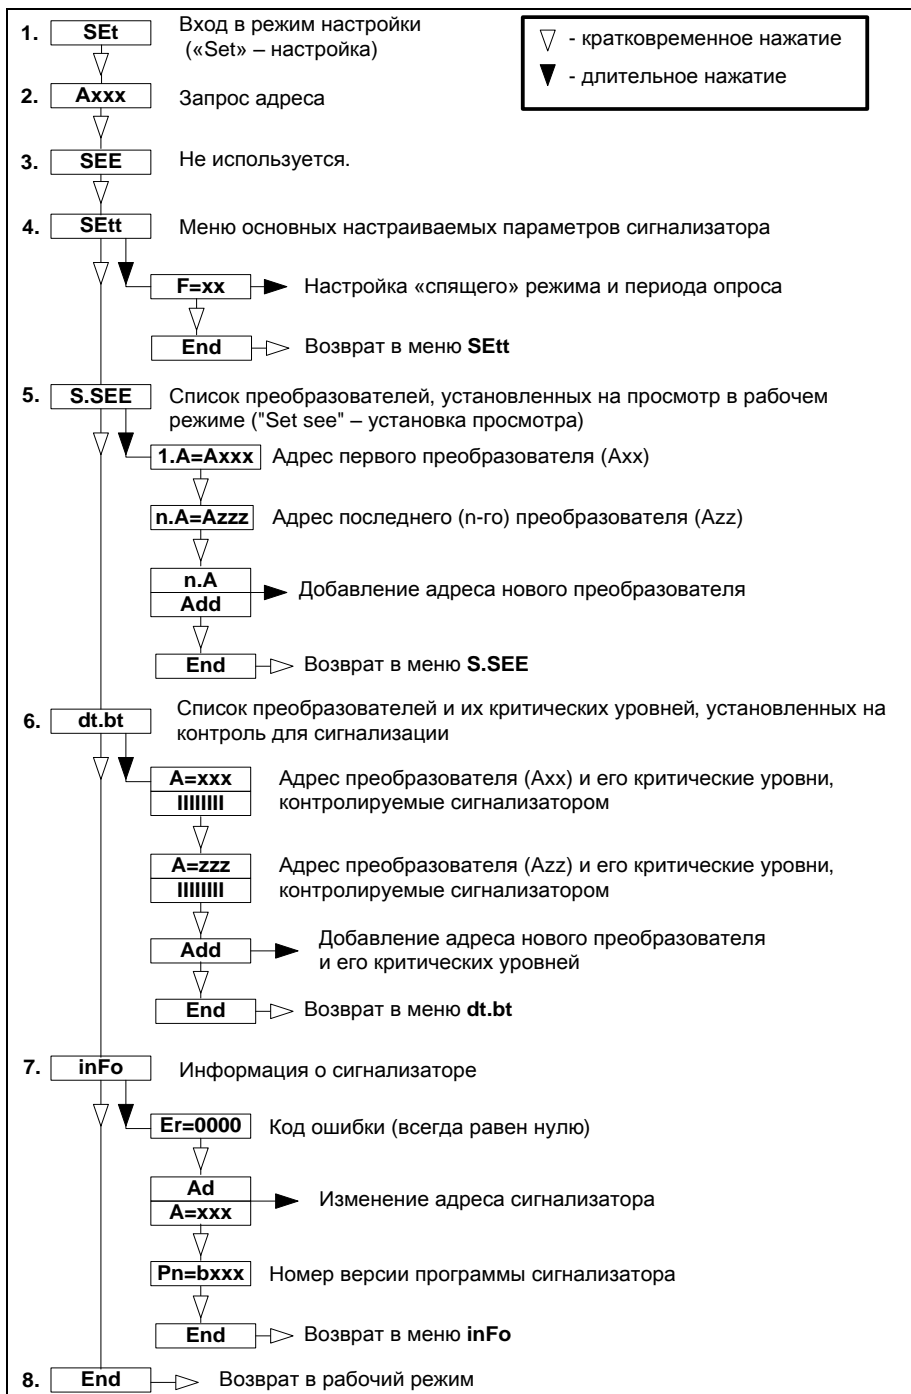 1. SEt Вход в режим настройки
(«Set» – настройка)
- кратковременное нажатие
- длительное нажатие
2. Axxx Запрос адреса
3. SEE Не используется.
4. SEtt Меню основных настраиваемых параметров сигнализатора
F=xx Настройка «спящего» режима и периода опроса
End Возврат в меню SEtt
5. S.SEE Список преобразователей, установленных на просмотр в рабочем
режиме ("Set see" – установка просмотра)
1.A=Axxx Адрес первого преобразователя (Axx)
n.A=Azzz Адрес последнего (n-го) преобразователя (Azz)
n.A
Add
Добавление адреса нового преобразователя
End Возврат в меню S.SEE
6. dt.bt Список преобразователей и их критических уровней, установленных на
контроль для сигнализации
A=xxx Адрес преобразователя (Axx) и его критические уровни,
IIIIIIII контролируемые сигнализатором
A=zzz Адрес преобразователя (Azz) и его критические уровни,
IIIIIIII контролируемые сигнализатором
Add Добавление адреса нового преобразователя
и его критических уровней
End Возврат в меню dt.bt
7. inFo Информация о сигнализаторе
Er=0000 Код ошибки (всегда равен нулю)
Ad
A=xxx
Изменение адреса сигнализатора
Pn=bxxx Номер версии программы сигнализатора
End Возврат в меню inFo
8. End Возврат в рабочий режим